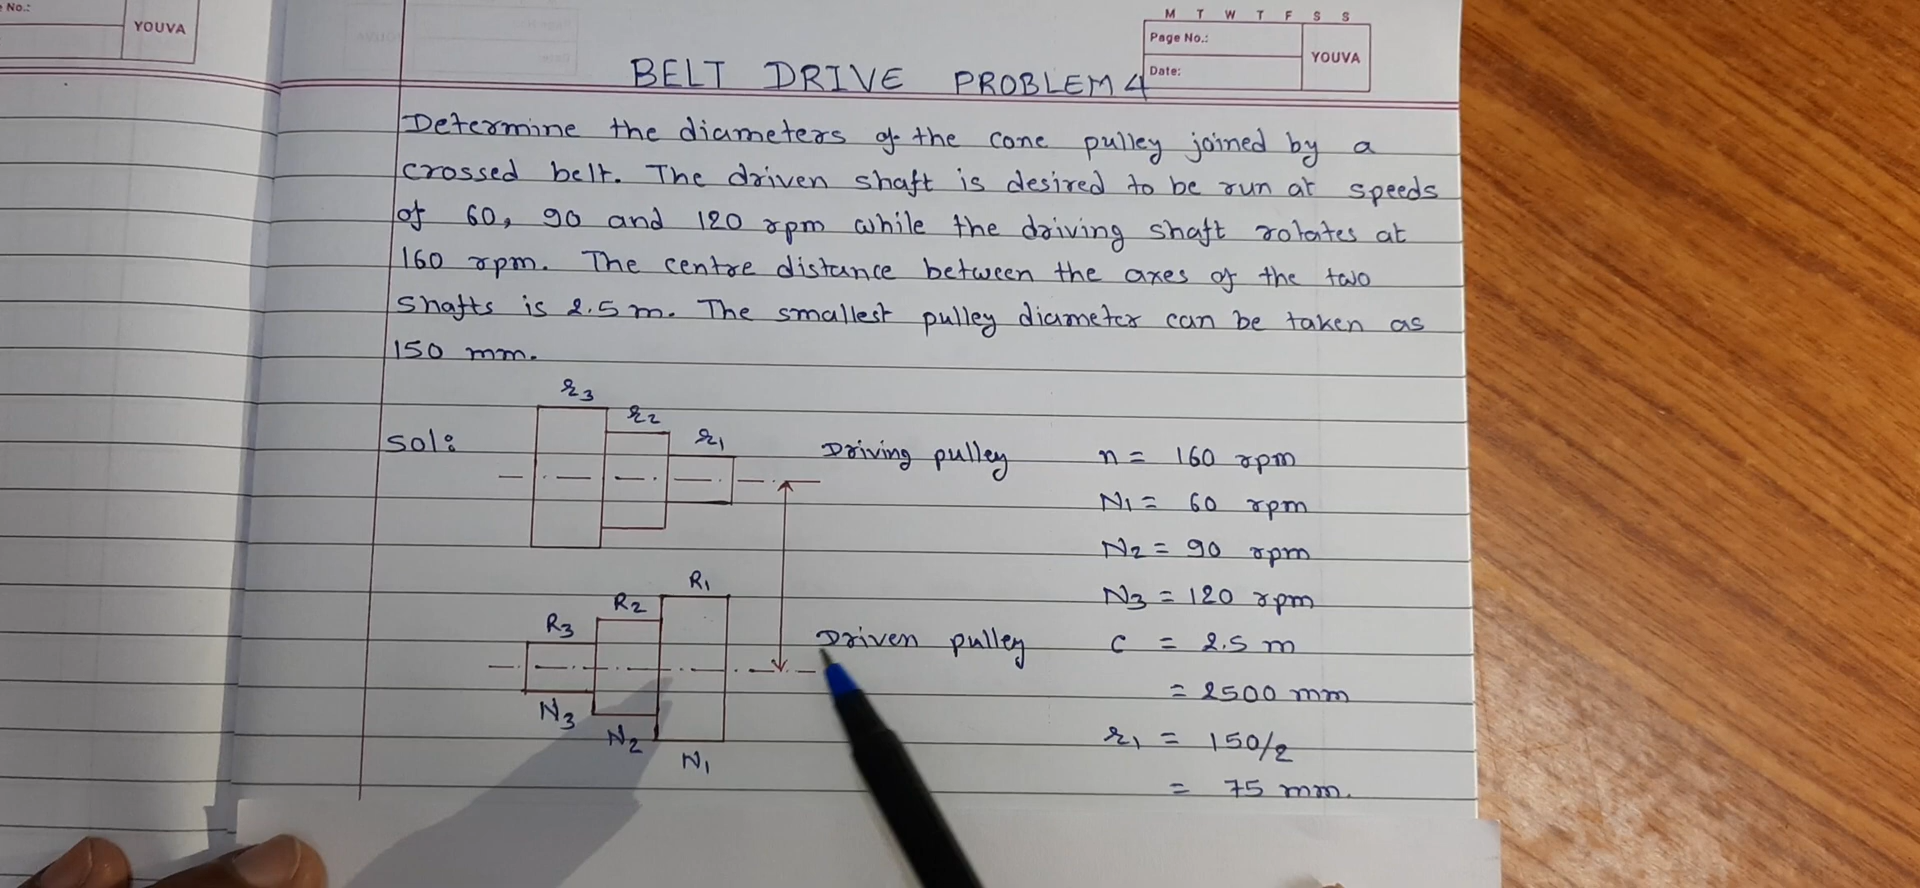 e No.:
YOUVA
M T W T F S S
Page No.:
YOUVA
Date:
BELT DRIVE PROBLEM 4
Determine the diameters of the cone pulley joined by a
crossed belt. The driven shaft is desired to be run at speeds
of 60, 90 and 120 rpm while the driving shaft rotates at
160 rpm. The centre distance between the axes of the two
shafts is 2.5 m. The smallest pulley diameter can be taken as
150 mm.
r3
r2
r1
Sol:
Driving pulley
n = 160 rpm
N1 = 60 rpm
N2 = 90 rpm
R1
R2
N3 = 120 rpm
R3
Driven pulley
C = 2.5 m
= 2500 mm
N3
N2
N1
r1 = 150/2
= 75 mm.